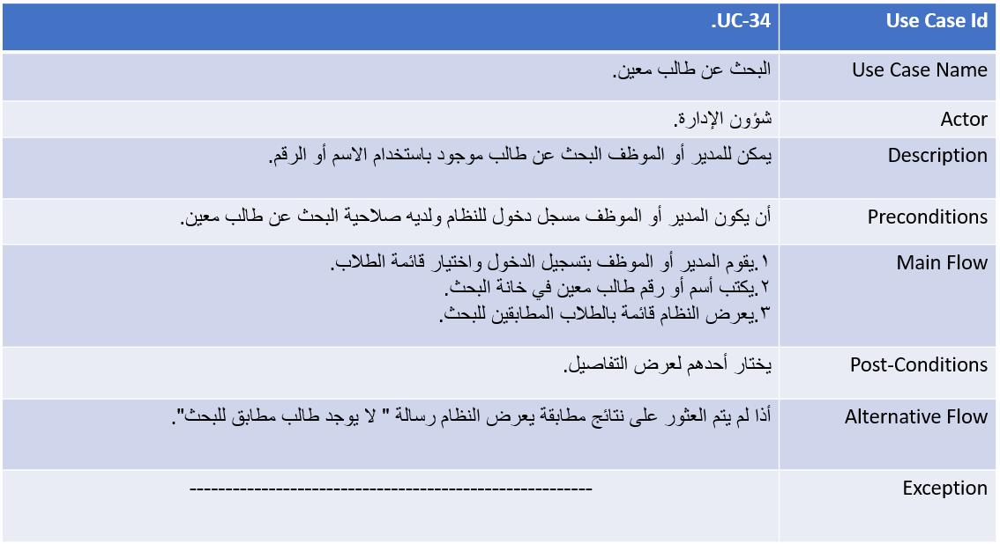 Use Case Id
UC-34.
Use Case Name
البحث عن طالب معين.
Actor
شؤون الإدارة.
Description
يمكن للمدير أو الموظف البحث عن طالب موجود باستخدام الاسم أو الرقم.
Preconditions
أن يكون المدير أو الموظف مسجل دخول للنظام ولديه صلاحية البحث عن طالب معين.
Main Flow
١.يقوم المدير أو الموظف بتسجيل الدخول واختيار قائمة الطلاب.
٢.يكتب أسم أو رقم طالب معين في خانة البحث.
٣.يعرض النظام قائمة بالطلاب المطابقين للبحث.
Post-Conditions
يختار أحدهم لعرض التفاصيل.
Alternative Flow
أذا لم يتم العثور على نتائج مطابقة يعرض النظام رسالة " لا يوجد طالب مطابق للبحث".
Exception
--------------------------------------------------------